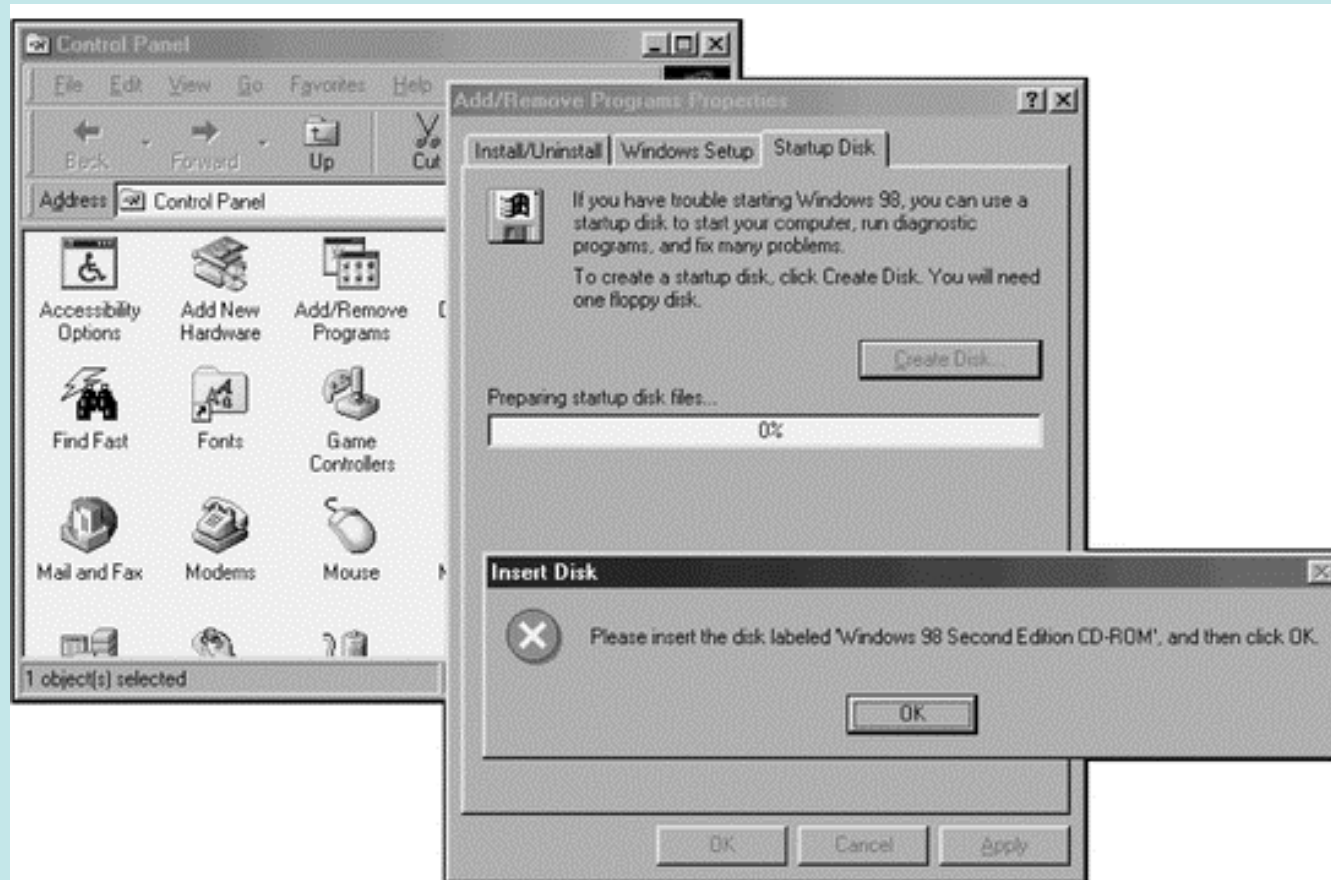 Control Panel
File Edit View Go Favorites Help
Back Forward Up Cut
Address Control Panel
Accessibility Options
Add New Hardware
Add/Remove Programs
Find Fast
Fonts
Game Controllers
Mail and Fax
Modems
Mouse
1 object(s) selected
Add/Remove Programs Properties
Install/Uninstall Windows Setup Startup Disk
If you have trouble starting Windows 98, you can use a
startup disk to start your computer, run diagnostic
programs, and fix many problems.
To create a startup disk, click Create Disk. You will need
one floppy disk.
Create Disk...
Preparing startup disk files...
0%
Insert Disk
Please insert the disk labeled 'Windows 98 Second Edition CD-ROM', and then click OK.
OK
OK Cancel Apply